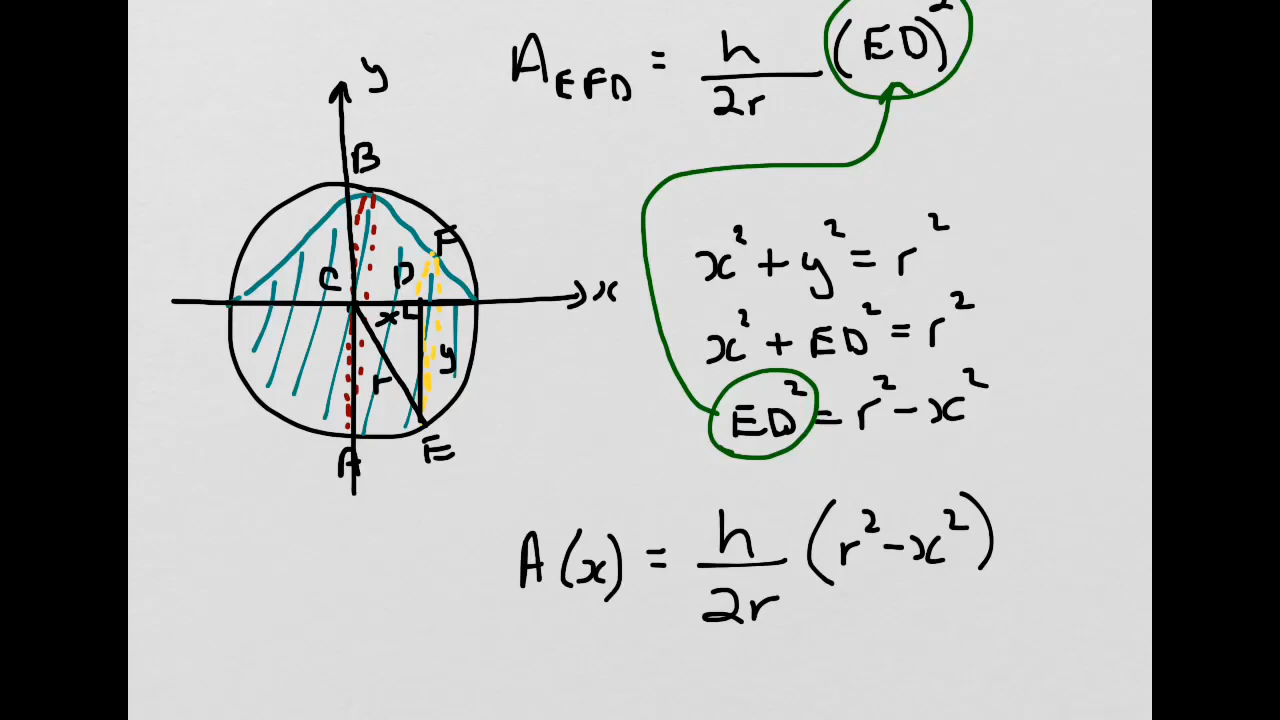 A_EFD = h/2r (ED)²
y
B
x² + y² = r²
F
C D
x
x
x² + ED² = r²
y
r
ED² = r² - x²
A E
A(x) = h/2r (r² - x²)